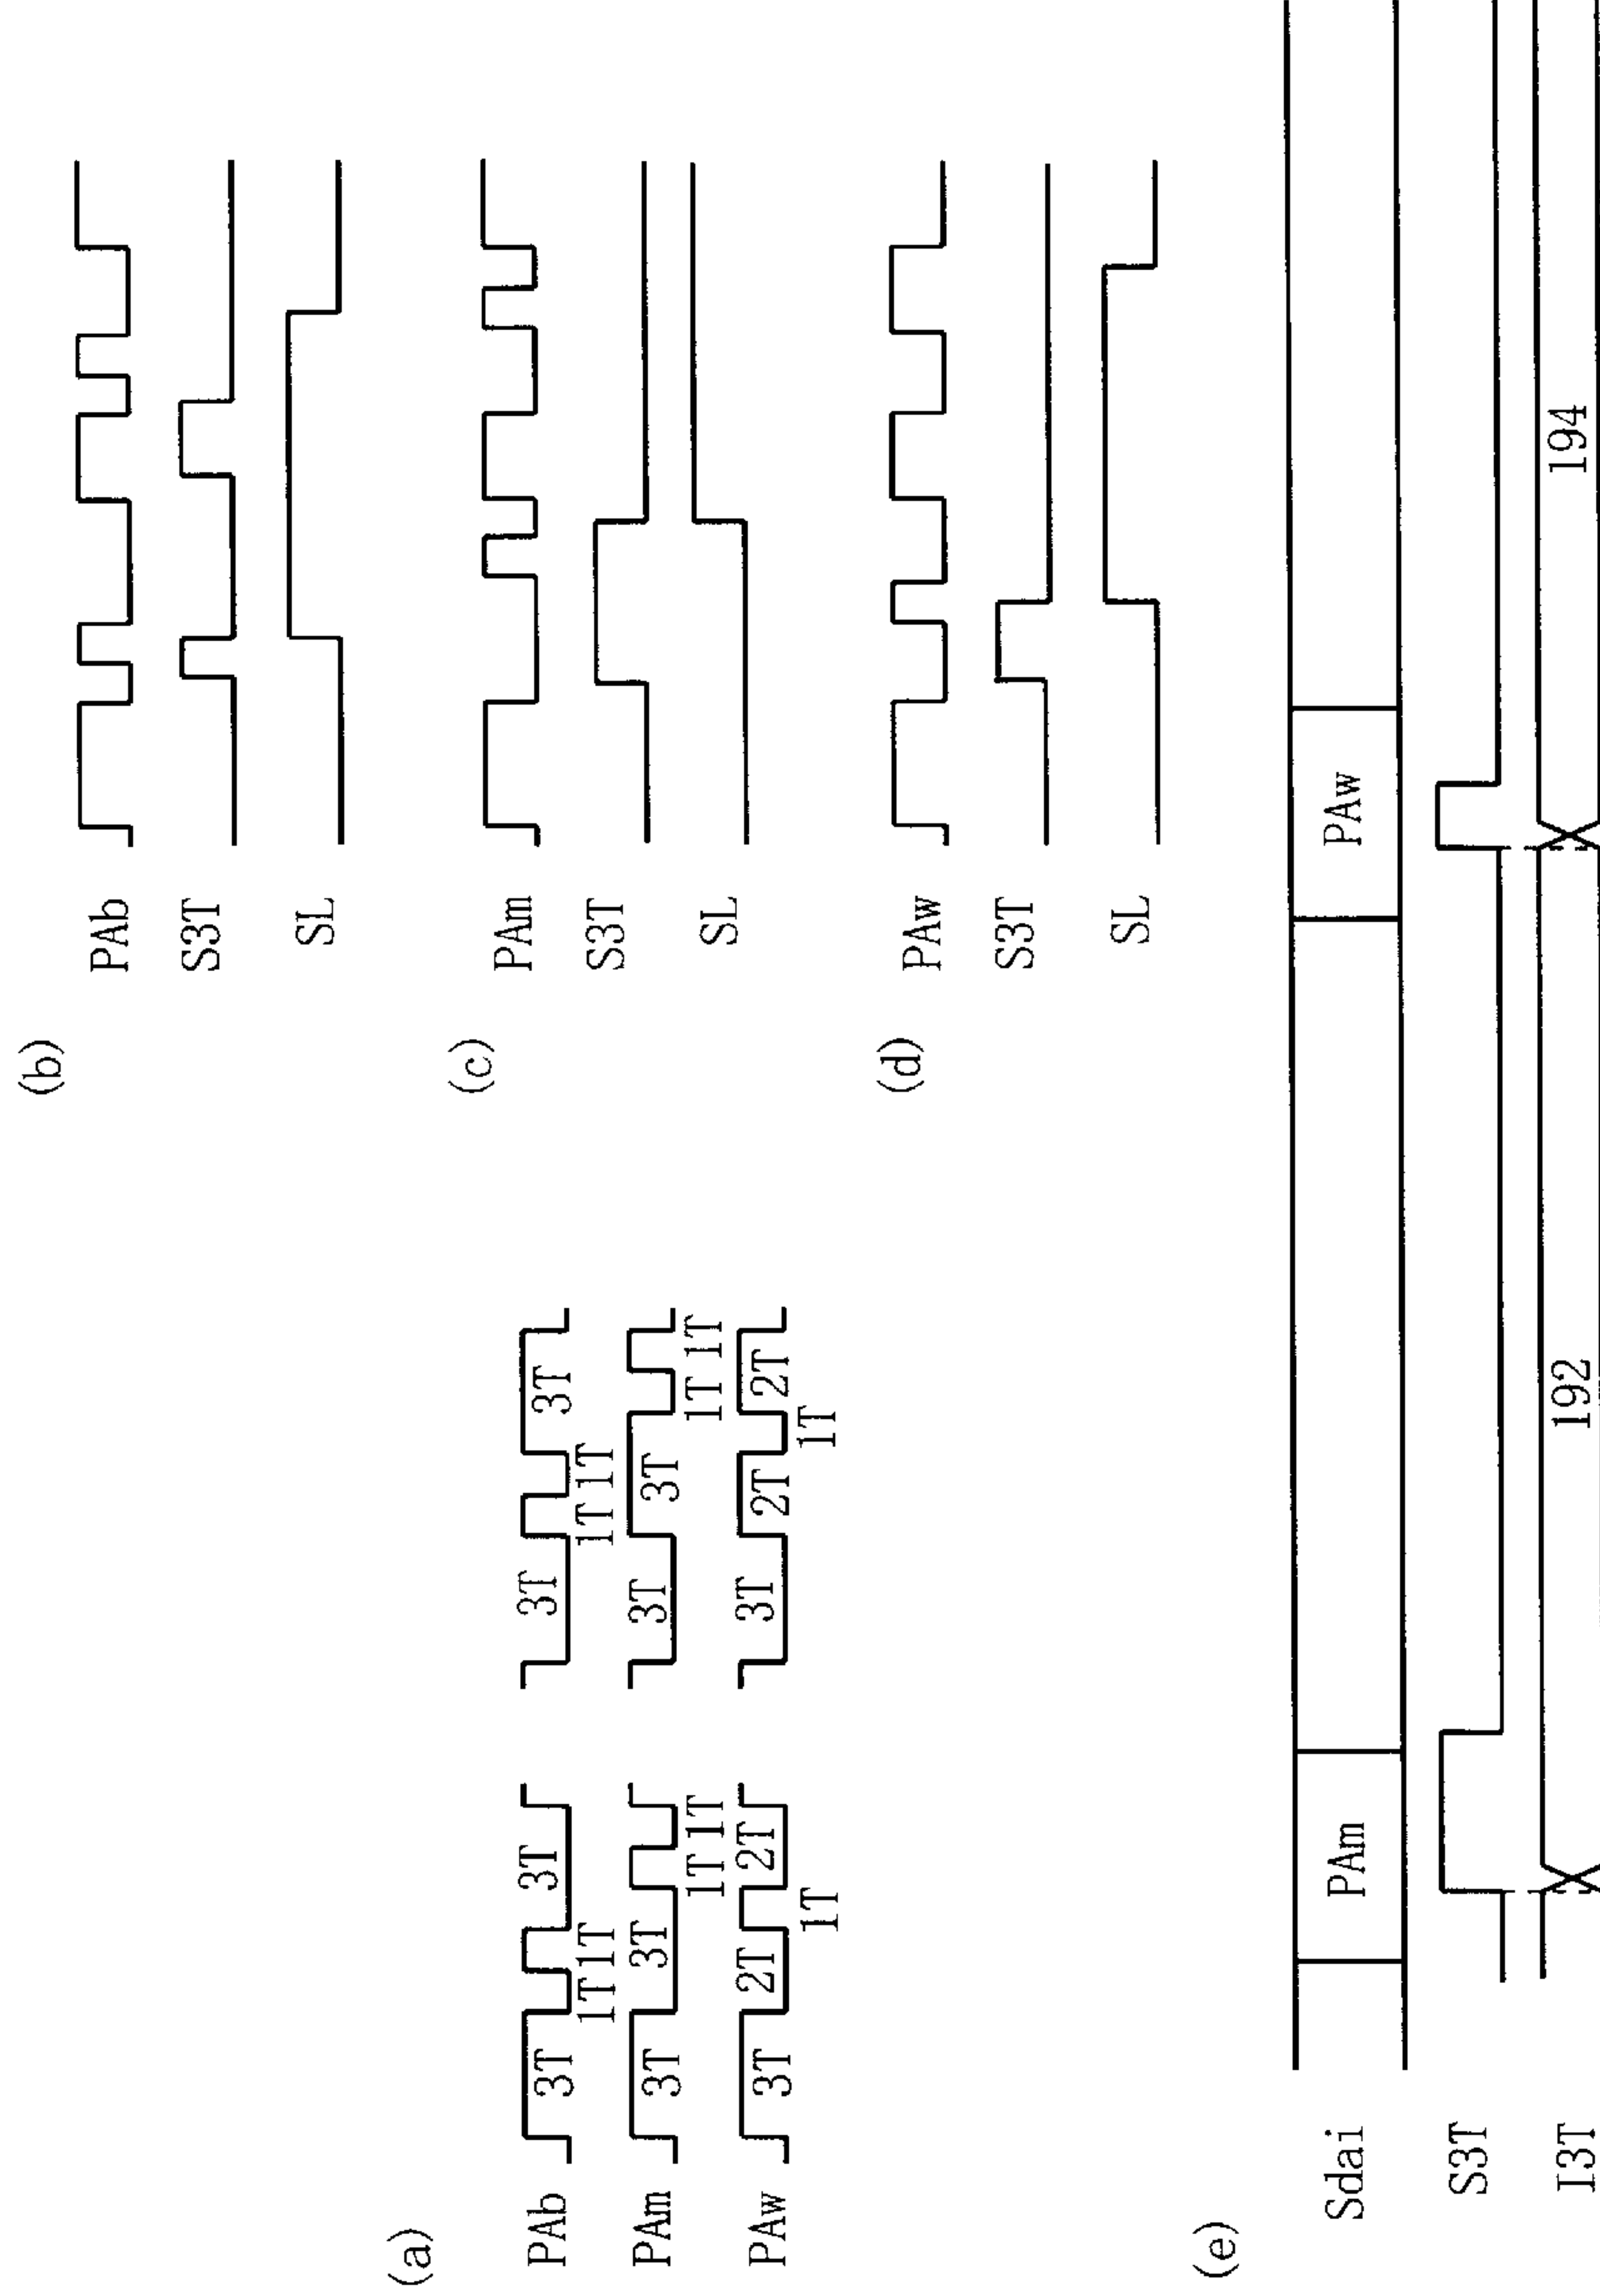 (a)
PAb 3T 1T 1T 3T 3T 1T 1T 3T
PAm 3T 3T 1T 1T 3T 3T 1T 1T
PAw 3T 2T 1T 2T 3T 2T 1T 2T
(b)
PAb
S3T
SL
(c)
PAm
S3T
SL
(d)
PAw
S3T
SL
(e)
Sdai PAm PAw
S3T
I3T 192 194